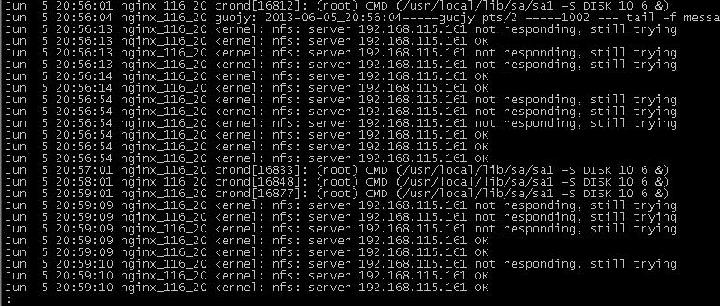 Jun 5 20:56:01 nginx_116_20 crond[16812]: (root) CMD (/usr/local/lib/sa/sa1 -S DISK 10 6 &)
Jun 5 20:56:04 nginx_116_20 guojy: 2013-06-05_20:56:04-----guojy pts/2 -----1002 --- tail -f messa
Jun 5 20:56:13 nginx_116_20 kernel: nfs: server 192.168.115.161 not responding, still trying
Jun 5 20:56:13 nginx_116_20 kernel: nfs: server 192.168.115.161 OK
Jun 5 20:56:13 nginx_116_20 kernel: nfs: server 192.168.115.161 not responding, still trying
Jun 5 20:56:13 nginx_116_20 kernel: nfs: server 192.168.115.161 not responding, still trying
Jun 5 20:56:14 nginx_116_20 kernel: nfs: server 192.168.115.161 OK
Jun 5 20:56:14 nginx_116_20 kernel: nfs: server 192.168.115.161 OK
Jun 5 20:56:54 nginx_116_20 kernel: nfs: server 192.168.115.161 not responding, still trying
Jun 5 20:56:54 nginx_116_20 kernel: nfs: server 192.168.115.161 OK
Jun 5 20:56:54 nginx_116_20 kernel: nfs: server 192.168.115.161 not responding, still trying
Jun 5 20:56:54 nginx_116_20 kernel: nfs: server 192.168.115.161 OK
Jun 5 20:56:54 nginx_116_20 kernel: nfs: server 192.168.115.161 OK
Jun 5 20:56:54 nginx_116_20 kernel: nfs: server 192.168.115.161 OK
Jun 5 20:57:01 nginx_116_20 crond[16833]: (root) CMD (/usr/local/lib/sa/sa1 -S DISK 10 6 &)
Jun 5 20:58:01 nginx_116_20 crond[16848]: (root) CMD (/usr/local/lib/sa/sa1 -S DISK 10 6 &)
Jun 5 20:59:01 nginx_116_20 crond[16877]: (root) CMD (/usr/local/lib/sa/sa1 -S DISK 10 6 &)
Jun 5 20:59:09 nginx_116_20 kernel: nfs: server 192.168.115.161 not responding, still trying
Jun 5 20:59:09 nginx_116_20 kernel: nfs: server 192.168.115.161 not responding, still trying
Jun 5 20:59:09 nginx_116_20 kernel: nfs: server 192.168.115.161 not responding, still trying
Jun 5 20:59:09 nginx_116_20 kernel: nfs: server 192.168.115.161 OK
Jun 5 20:59:09 nginx_116_20 kernel: nfs: server 192.168.115.161 OK
Jun 5 20:59:10 nginx_116_20 kernel: nfs: server 192.168.115.161 not responding, still trying
Jun 5 20:59:10 nginx_116_20 kernel: nfs: server 192.168.115.161 OK
Jun 5 20:59:10 nginx_116_20 kernel: nfs: server 192.168.115.161 OK
: